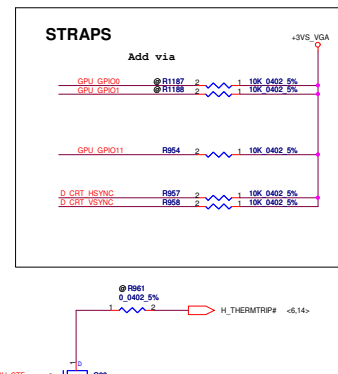 STRAPS
+3VS_VGA
Add via
GPU_GPIO0 @ R1187 2 1 10K_0402_5%
GPU_GPIO1 @ R1188 2 1 10K_0402_5%
GPU_GPIO11 R954 2 1 10K_0402_5%
D_CRT_HSYNC R957 2 1 10K_0402_5%
D_CRT_VSYNC R958 2 1 10K_0402_5%
@ R961
0_0402_5%
1 2 H_THERMTRIP# <6,14>
1 D